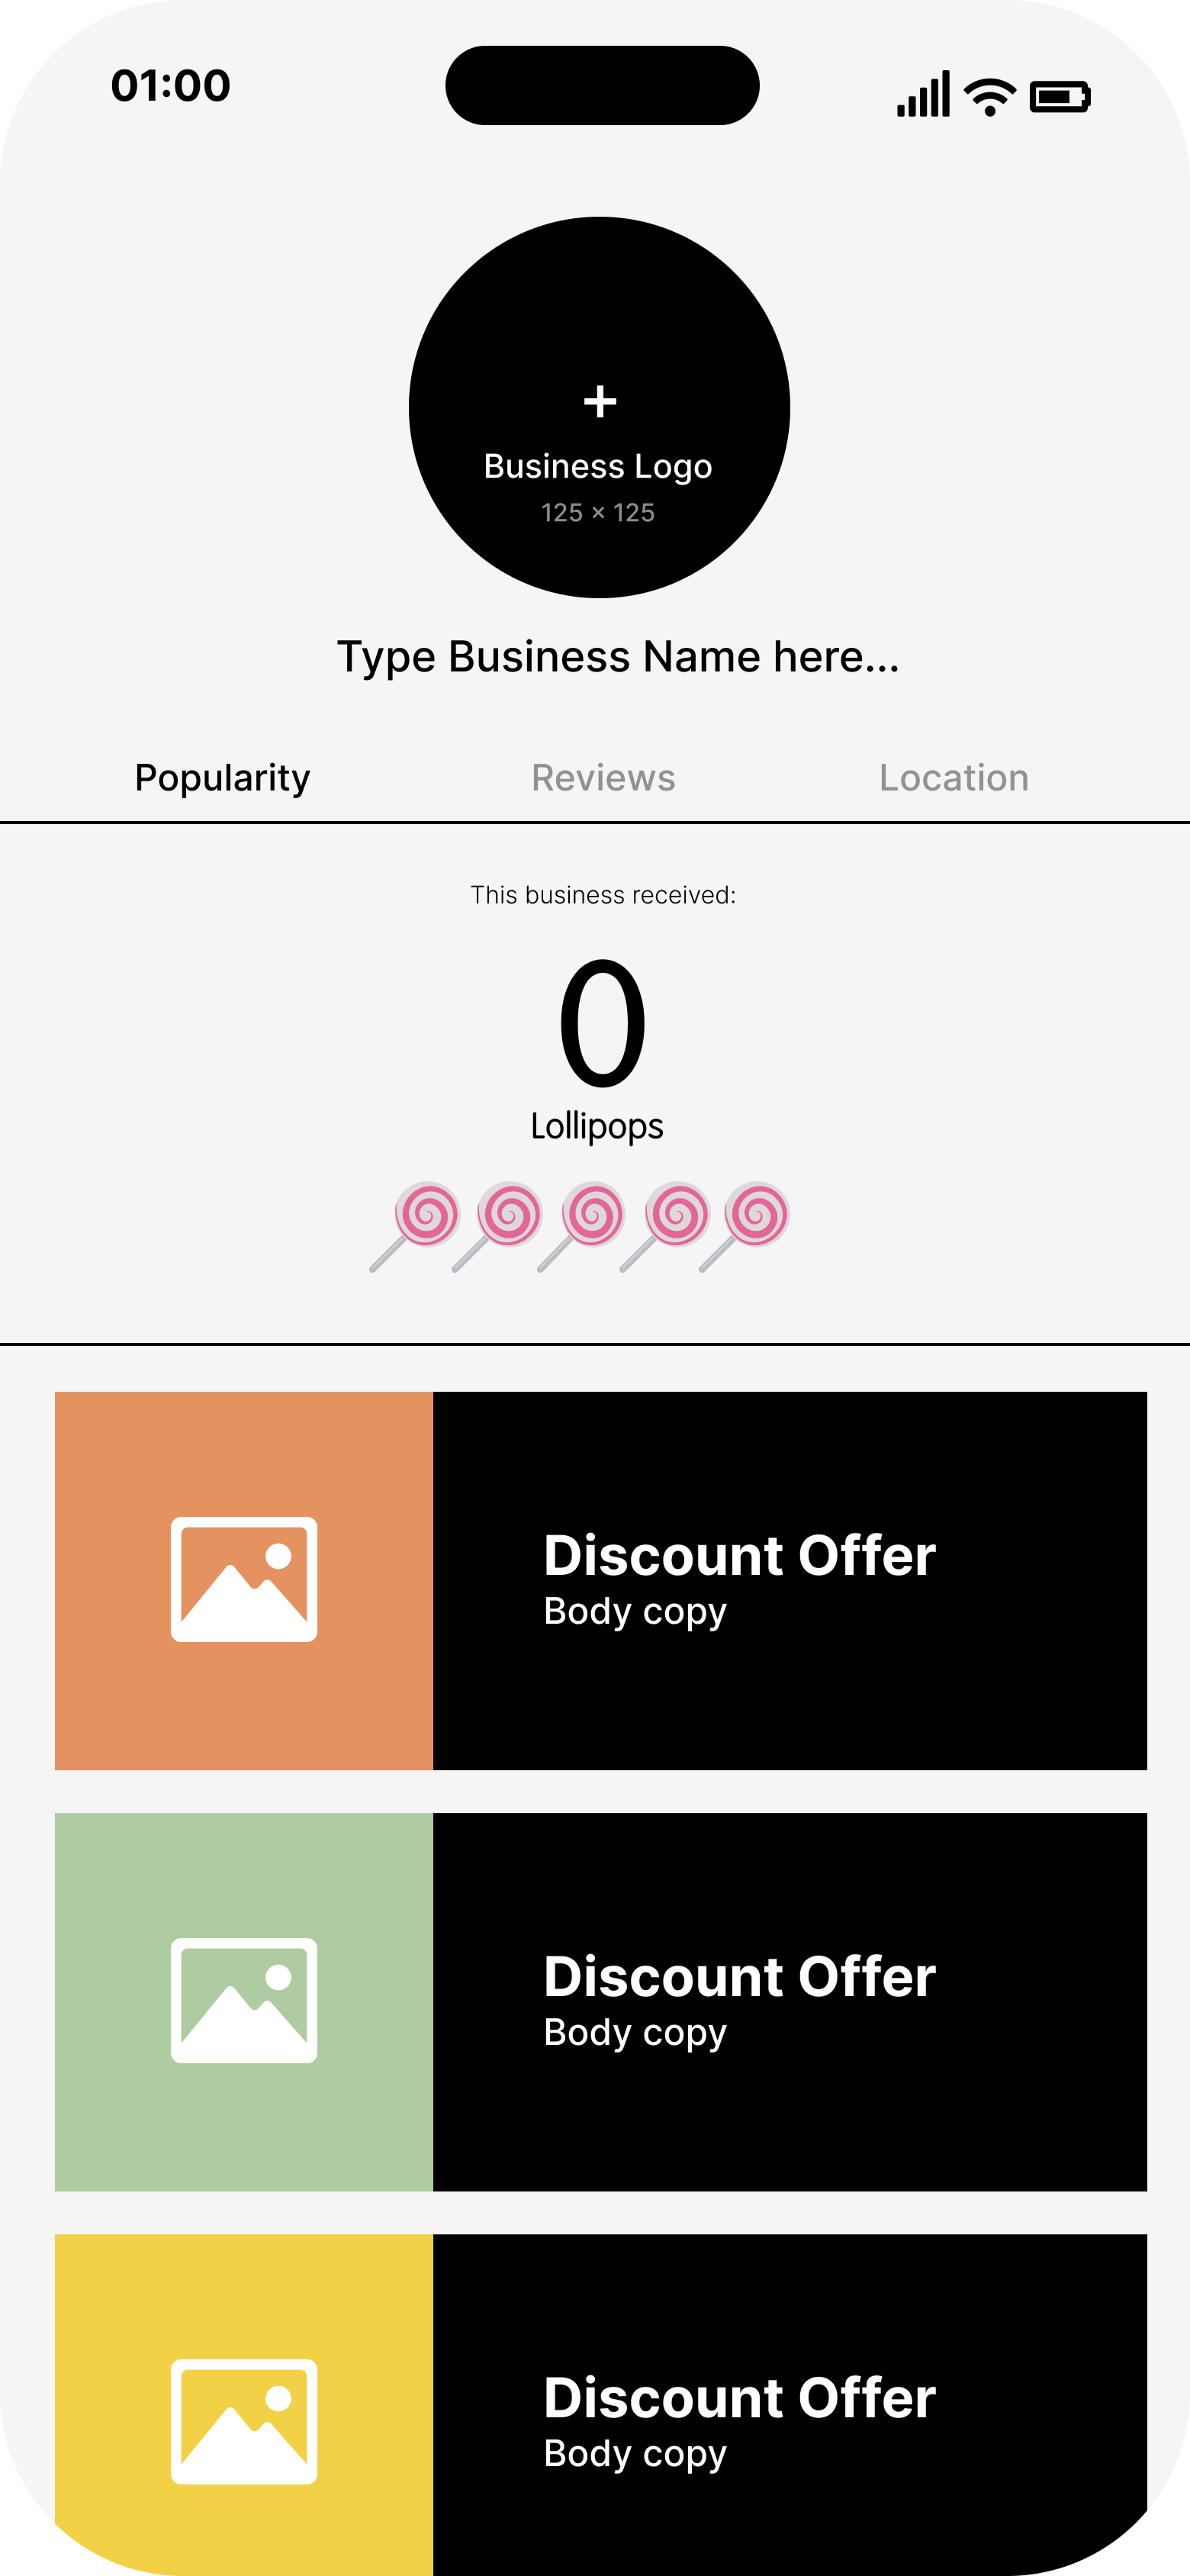 01:00
+
Business Logo
125 × 125
Type Business Name here...
Popularity Reviews Location
This business received:
0
Lollipops
Discount Offer
Body copy
Discount Offer
Body copy
Discount Offer
Body copy